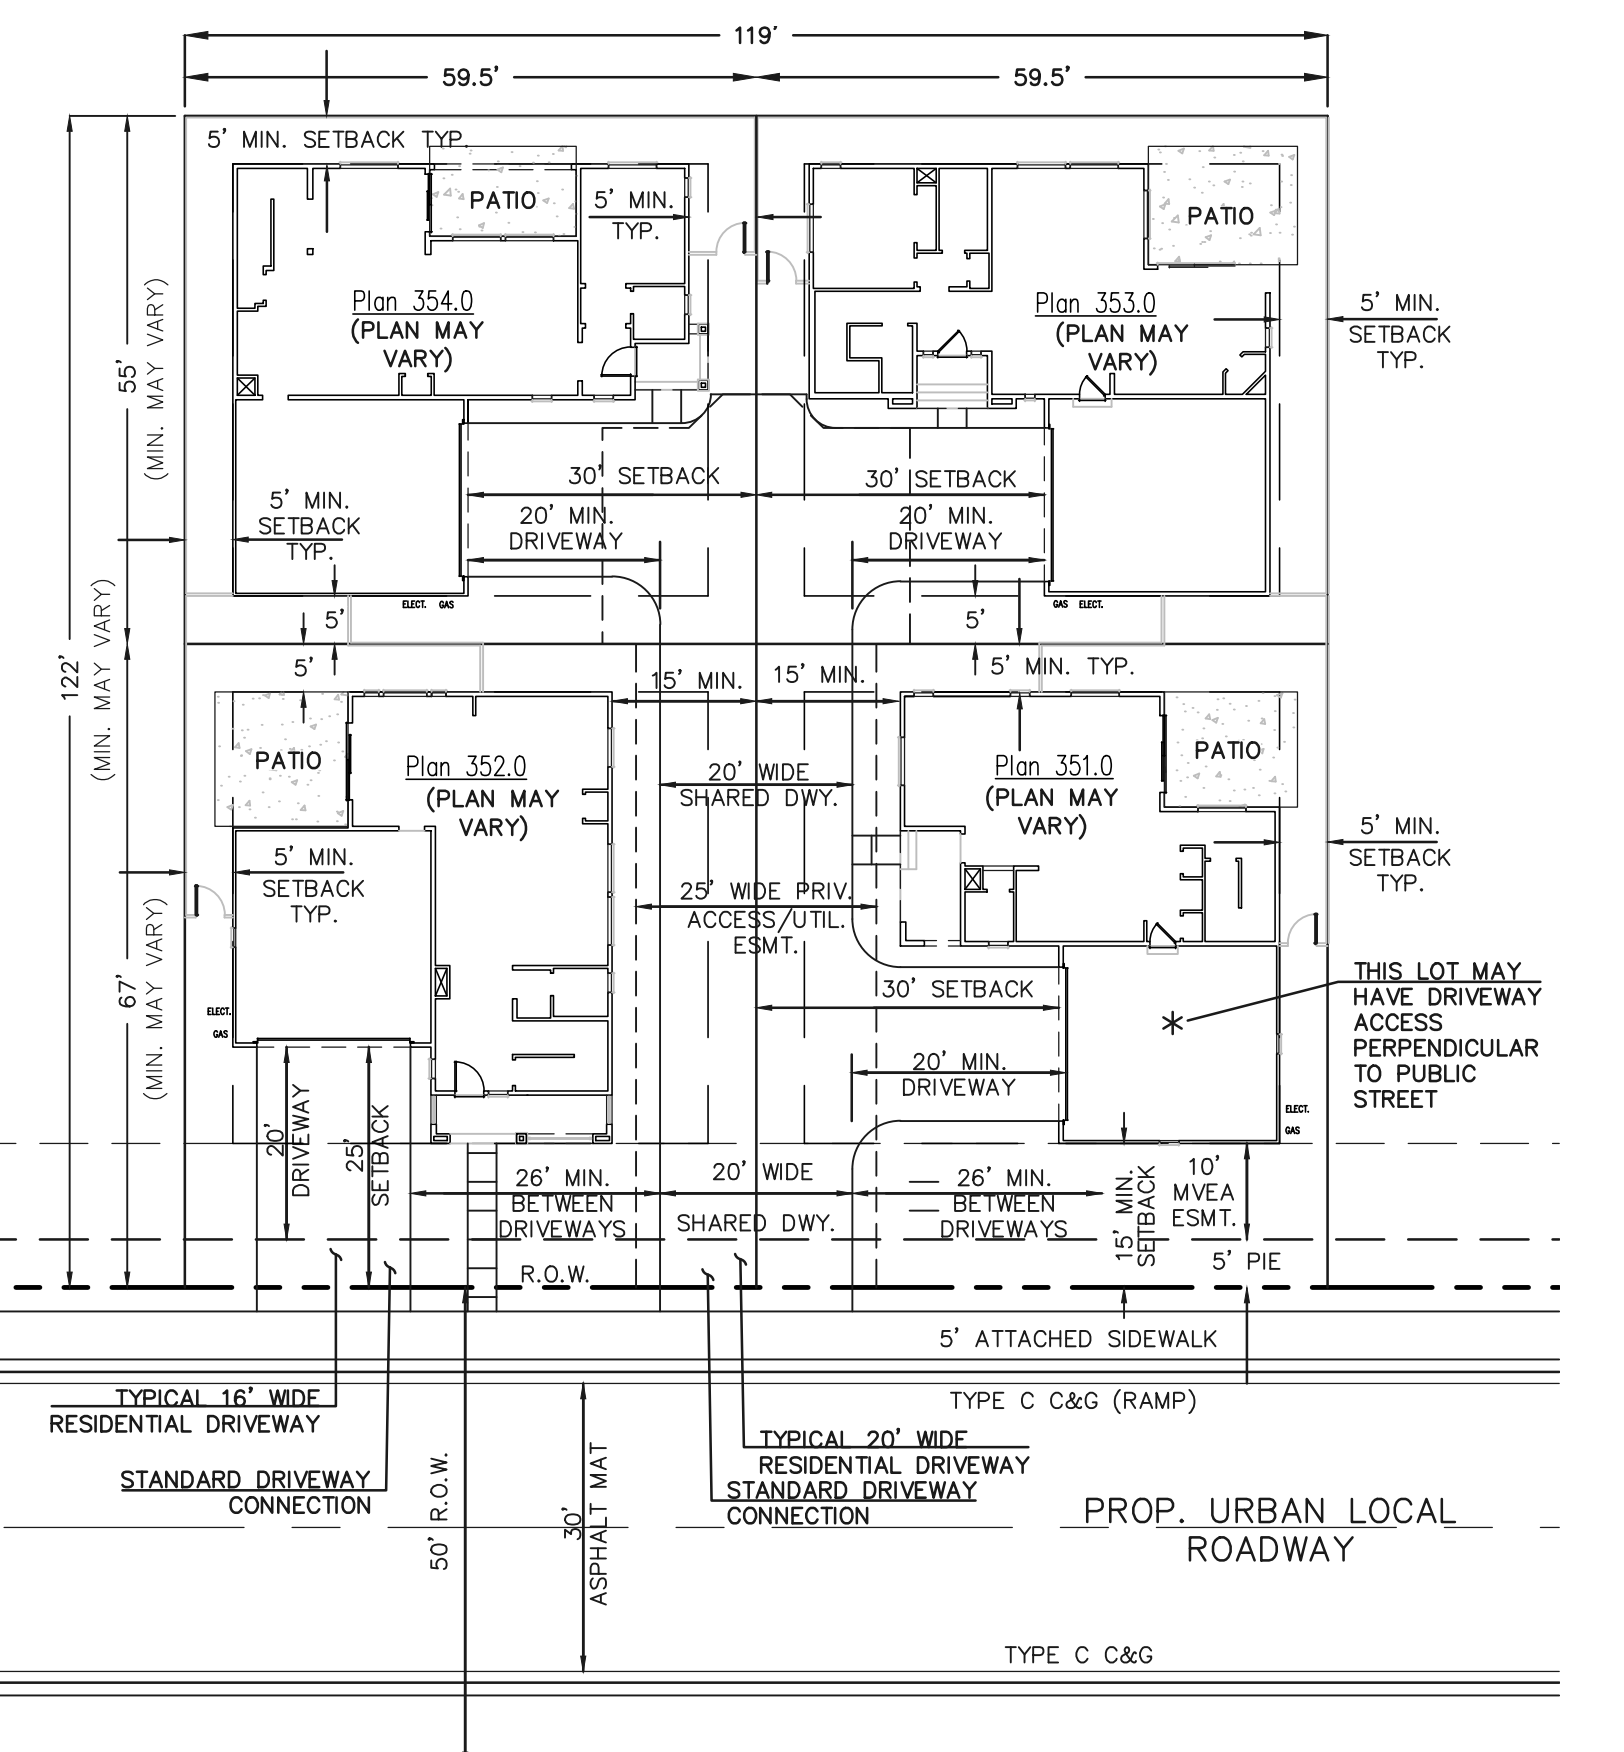 119'
59.5'
59.5'
5' MIN. SETBACK TYP.
PATIO
5' MIN.
TYP.
PATIO
Plan 354.0
(PLAN MAY
VARY)
Plan 353.0
(PLAN MAY
VARY)
5' MIN.
SETBACK
TYP.
55'
(MIN. MAY VARY)
30' SETBACK
30' SETBACK
5' MIN.
SETBACK
TYP.
20' MIN.
DRIVEWAY
20' MIN.
DRIVEWAY
ELECT.
GAS
GAS
ELECT.
5'
5'
122'
(MIN. MAY VARY)
5'
15' MIN.
15' MIN.
5' MIN. TYP.
PATIO
Plan 352.0
(PLAN MAY
VARY)
20' WIDE
SHARED DWY.
Plan 351.0
(PLAN MAY
VARY)
PATIO
5' MIN.
SETBACK
TYP.
5' MIN.
SETBACK
TYP.
25' WIDE PRIV.
ACCESS/UTIL.
ESMT.
67'
(MIN. MAY VARY)
ELECT.
GAS
30' SETBACK
THIS LOT MAY
HAVE DRIVEWAY
ACCESS
PERPENDICULAR
TO PUBLIC
STREET
*
20' MIN.
DRIVEWAY
ELECT.
GAS
20'
DRIVEWAY
25'
SETBACK
26' MIN.
BETWEEN
DRIVEWAYS
20' WIDE
SHARED DWY.
26' MIN.
BETWEEN
DRIVEWAYS
15' MIN.
SETBACK
10'
MVEA
ESMT.
5' PIE
R.O.W.
5' ATTACHED SIDEWALK
TYPICAL 16' WIDE
RESIDENTIAL DRIVEWAY
TYPE C C&G (RAMP)
STANDARD DRIVEWAY
CONNECTION
50' R.O.W.
30'
ASPHALT MAT
TYPICAL 20' WIDE
RESIDENTIAL DRIVEWAY
STANDARD DRIVEWAY
CONNECTION
PROP. URBAN LOCAL
ROADWAY
TYPE C C&G